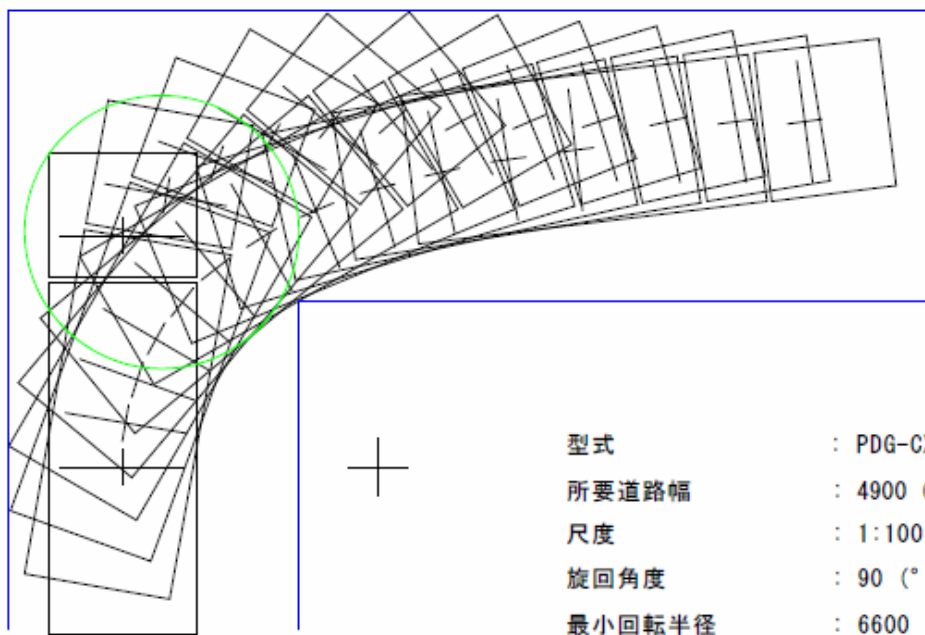 型式 : PDG-C
所要道路幅 : 4900 (
尺度 : 1:100
旋回角度 : 90 (°
最小回転半径 : 6600